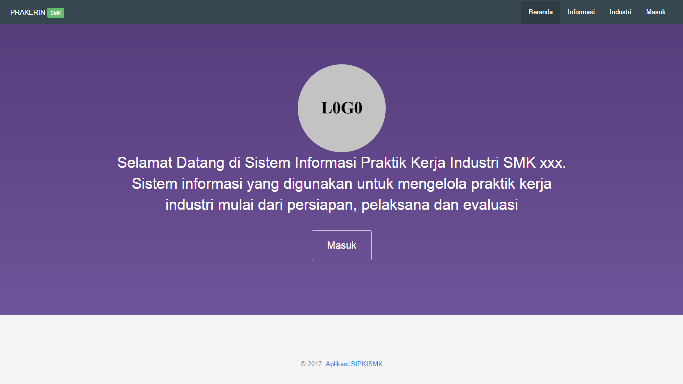 PRAKERIN SMK
Beranda Informasi Industri Masuk
L0G0
Selamat Datang di Sistem Informasi Praktik Kerja Industri SMK xxx.
Sistem informasi yang digunakan untuk mengelola praktik kerja
industri mulai dari persiapan, pelaksana dan evaluasi
Masuk
© 2017. Aplikasi SIPKISMK